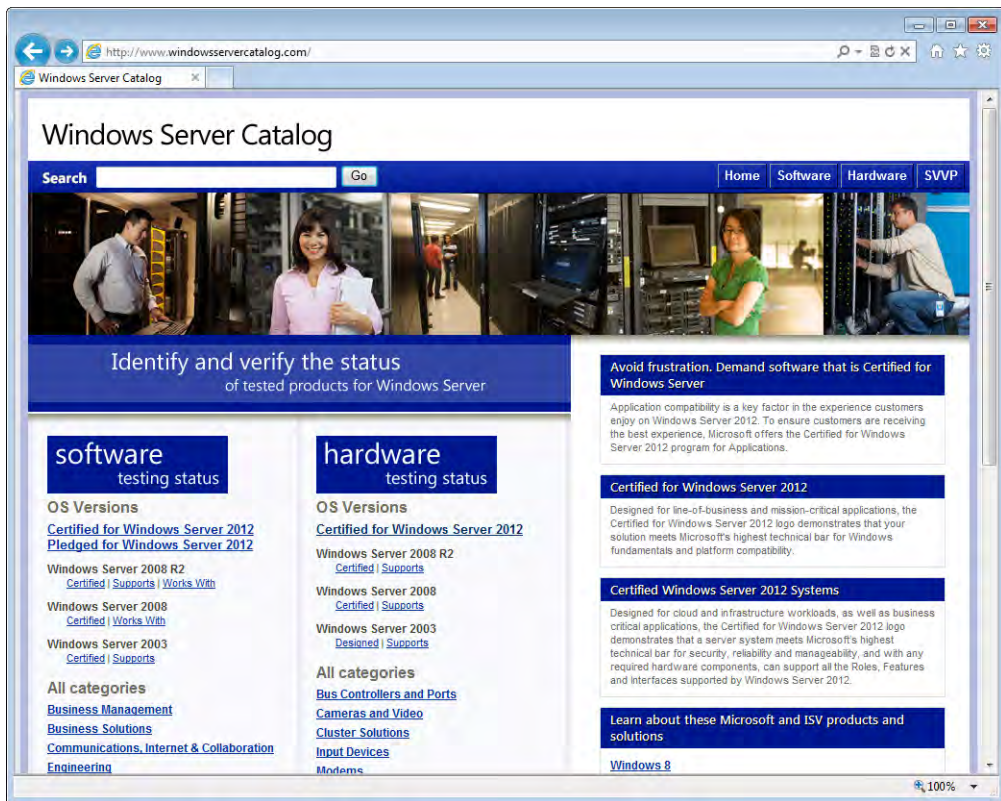 http://www.windowsservercatalog.com/
Windows Server Catalog
Windows Server Catalog
Search
Go
Home
Software
Hardware
SVVP
Identify and verify the status
of tested products for Windows Server
software
testing status
OS Versions
Certified for Windows Server 2012
Pledged for Windows Server 2012
Windows Server 2008 R2
Certified | Supports | Works With
Windows Server 2008
Certified | Works With
Windows Server 2003
Certified | Supports
All categories
Business Management
Business Solutions
Communications, Internet & Collaboration
Engineering
hardware
testing status
OS Versions
Certified for Windows Server 2012
Windows Server 2008 R2
Certified | Supports
Windows Server 2008
Certified | Supports
Windows Server 2003
Designed | Supports
All categories
Bus Controllers and Ports
Cameras and Video
Cluster Solutions
Input Devices
Modems
Avoid frustration. Demand software that is Certified for
Windows Server
Application compatibility is a key factor in the experience customers
enjoy on Windows Server 2012. To ensure customers are receiving
the best experience, Microsoft offers the Certified for Windows
Server 2012 program for Applications.
Certified for Windows Server 2012
Designed for line-of-business and mission-critical applications, the
Certified for Windows Server 2012 logo demonstrates that your
solution meets Microsoft's highest technical bar for Windows
fundamentals and platform compatibility.
Certified Windows Server 2012 Systems
Designed for cloud and infrastructure workloads, as well as business
critical applications, the Certified for Windows Server 2012 logo
demonstrates that a server system meets Microsoft's highest
technical bar for security, reliability and manageability, and with any
required hardware components, can support all the Roles, Features
and Interfaces supported by Windows Server 2012.
Learn about these Microsoft and ISV products and
solutions
Windows 8
100%